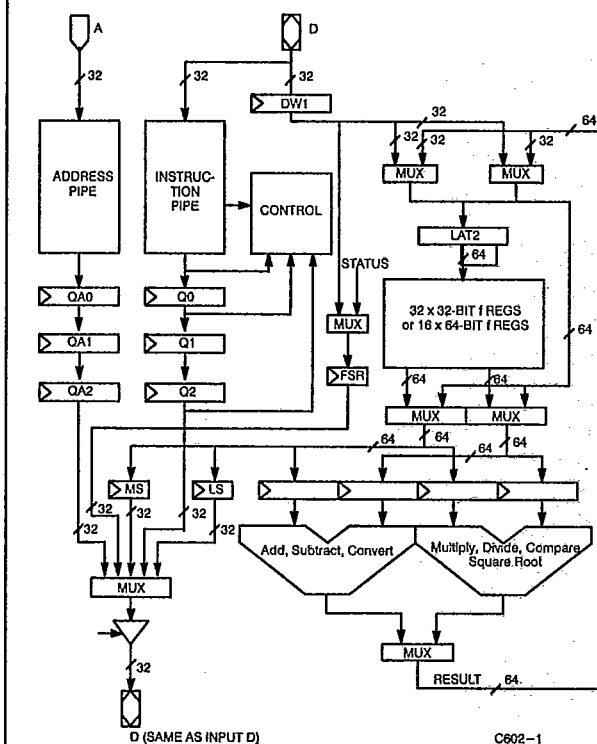 A
D
32
32
32
DW1
32
64
32
32
32
ADDRESS
PIPE
INSTRUC-
TION
PIPE
CONTROL
MUX
MUX
LAT2
64
STATUS
32 x 32-BIT f REGS
or 16 x 64-BIT f REGS
QA0
Q0
MUX
64
QA1
Q1
FSR
64
64
QA2
Q2
MUX
MUX
64
64
64
64
MS
LS
32
32
32
32
32
Add, Subtract, Convert
Multiply, Divide, Compare
Square Root
MUX
MUX
32
RESULT
64
D (SAME AS INPUT D)
C602-1